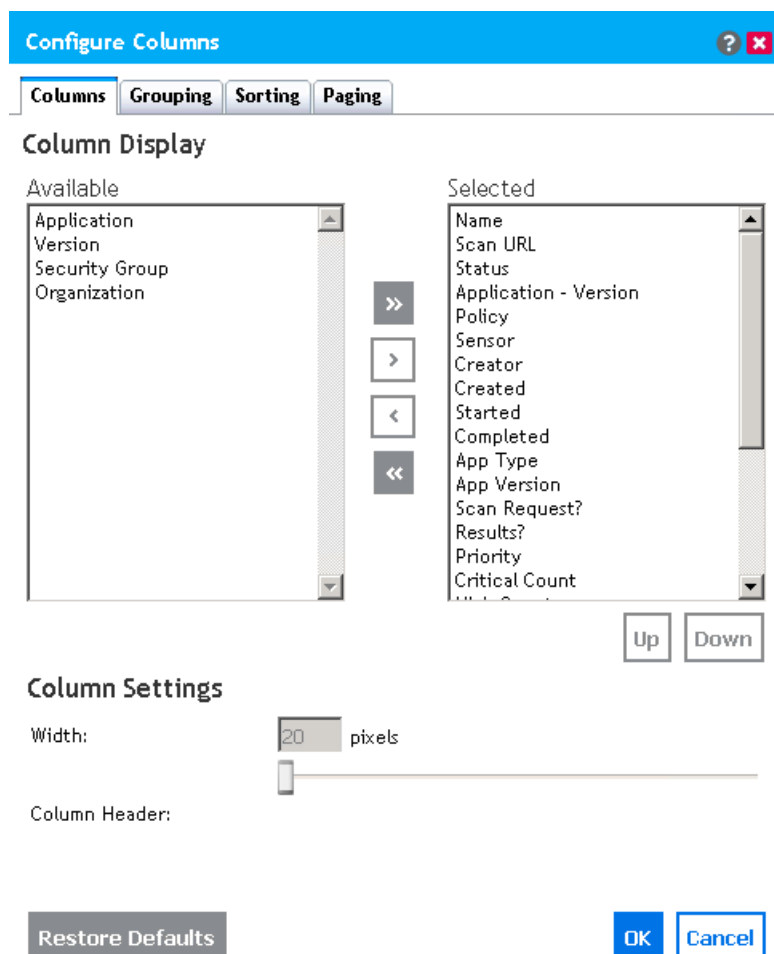 Configure Columns
Columns Grouping Sorting Paging
Column Display
Available
Application
Version
Security Group
Organization
Selected
Name
Scan URL
Status
Application - Version
Policy
Sensor
Creator
Created
Started
Completed
App Type
App Version
Scan Request?
Results?
Priority
Critical Count
Up Down
Column Settings
Width: 20 pixels
Column Header:
Restore Defaults OK Cancel